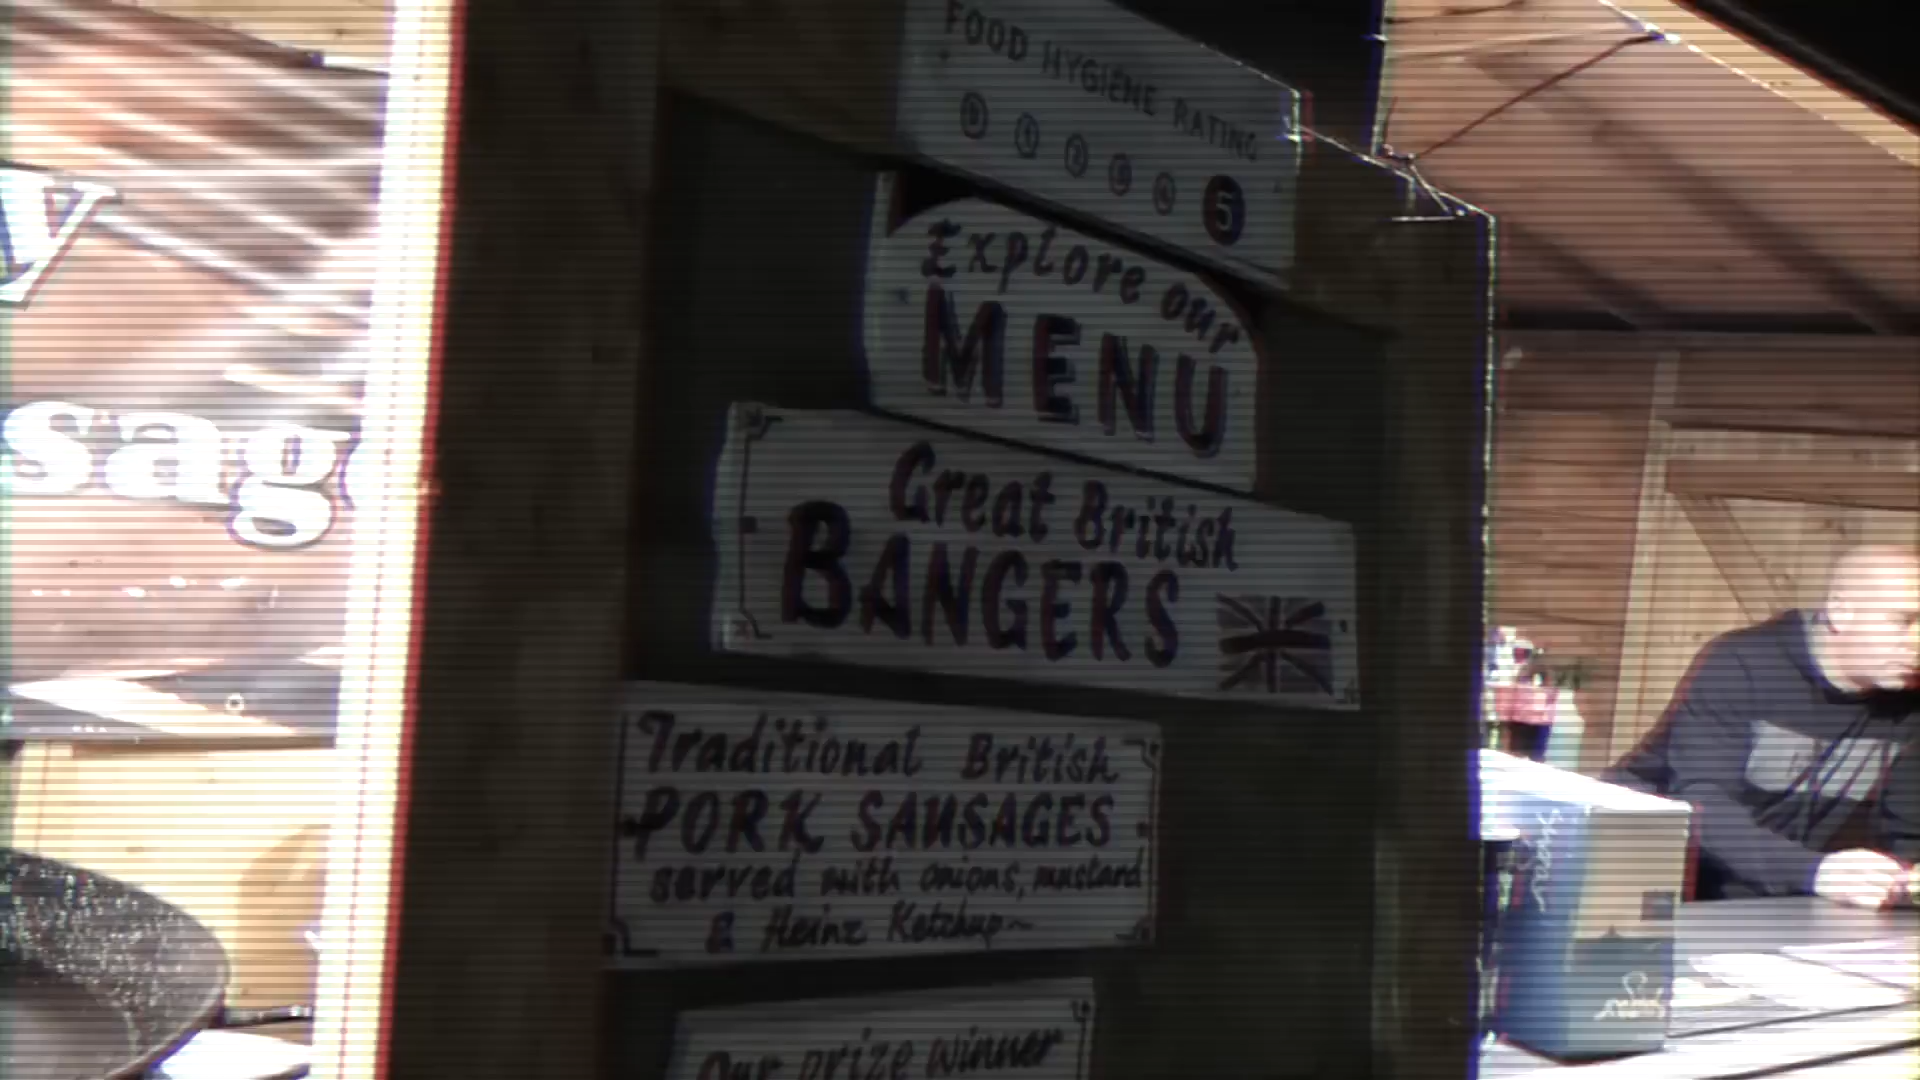 FOOD HYGIENE RATING
0 1 2 3 4 5
Explore our
MENU
Great British
BANGERS
Traditional British
PORK SAUSAGES
served with onions, mustard
& Heinz Ketchup~
Our prize winner
y
sag